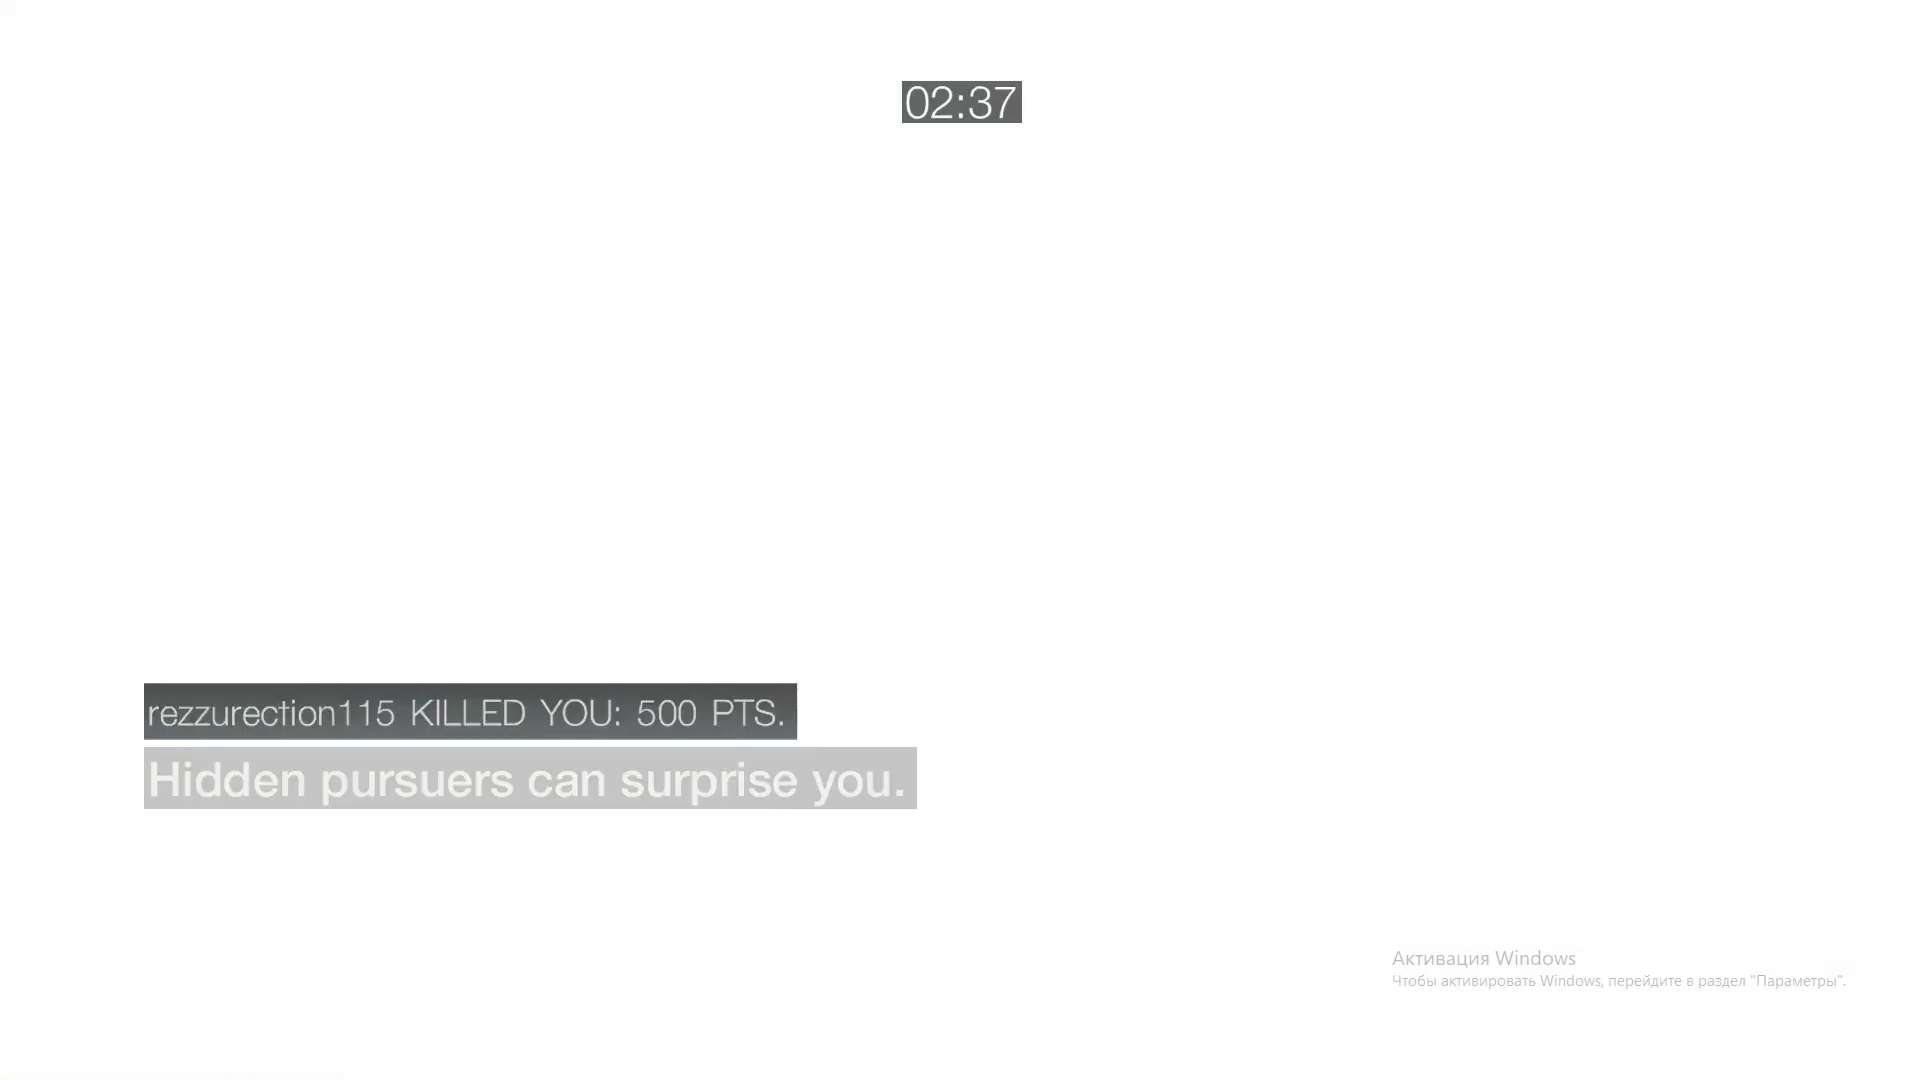 02:37
rezzurection115 KILLED YOU: 500 PTS.
Hidden pursuers can surprise you.
Активация Windows
Чтобы активировать Windows, перейдите в раздел "Параметры".